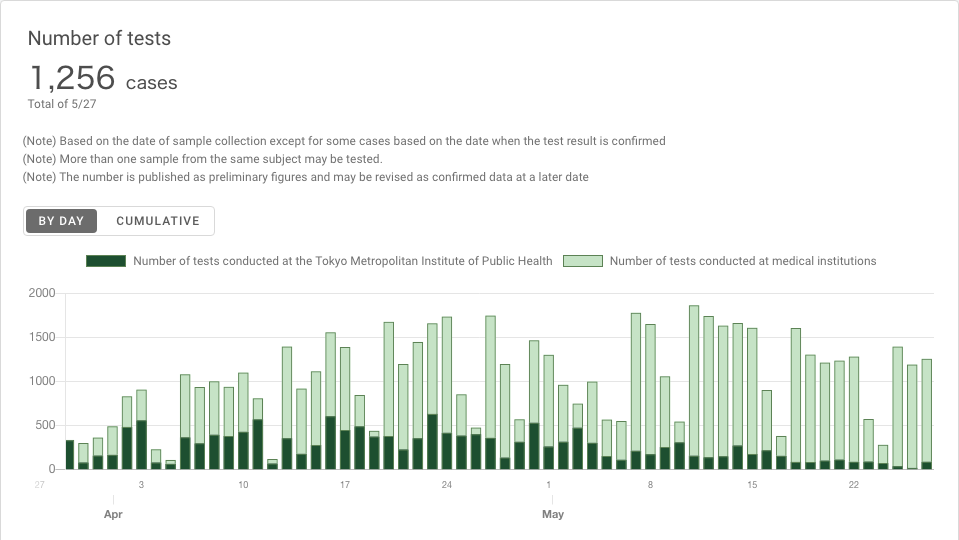 Number of tests
1,256 cases
Total of 5/27
(Note) Based on the date of sample collection except for some cases based on the date when the test result is confirmed
(Note) More than one sample from the same subject may be tested.
(Note) The number is published as preliminary figures and may be revised as confirmed data at a later date
BY DAY CUMULATIVE
Number of tests conducted at the Tokyo Metropolitan Institute of Public Health Number of tests conducted at medical institutions
2000
1500
1000
500
0
27 3 10 17 24 1 8 15 22
Apr May